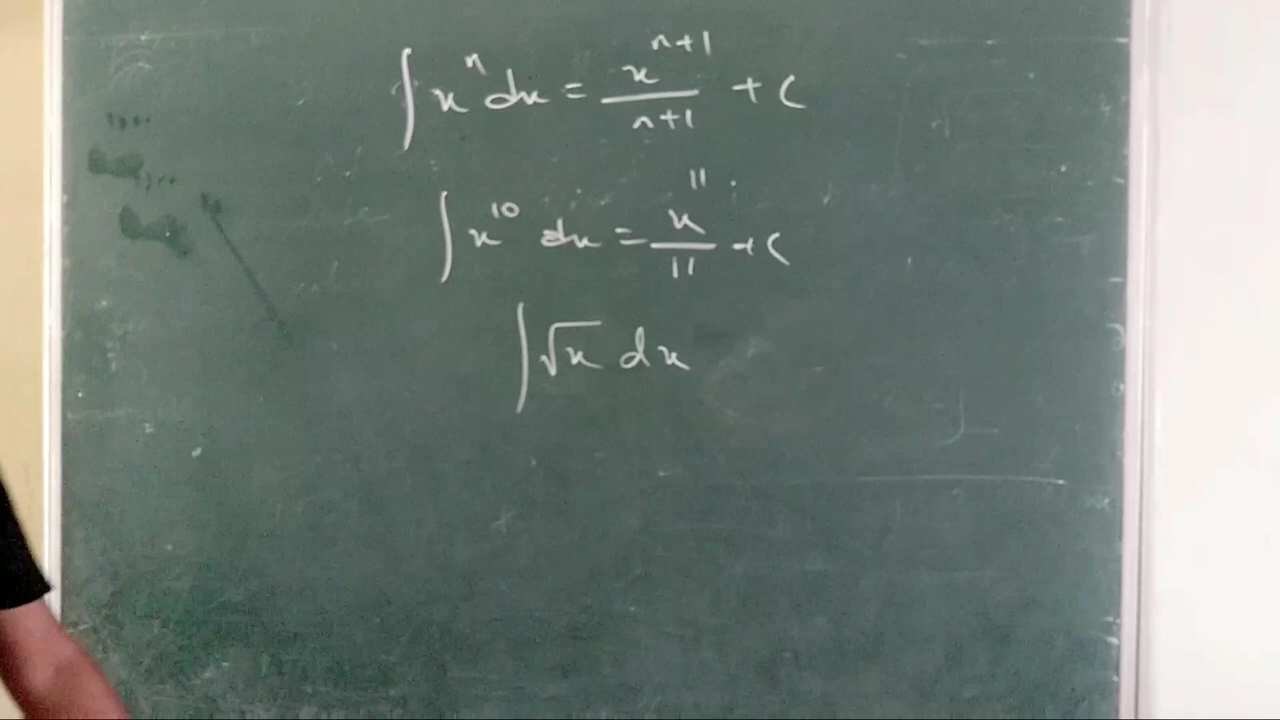 ∫ xⁿ dx = xⁿ⁺¹/n+1 + c
∫ x¹⁰ dx = x¹¹/11 + c
∫ √x dx